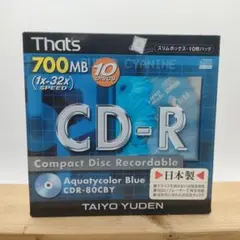 That's
スリムボックス・10枚パック
CYANINE
700MB
(1x-32x)
SPEED
10
DISCS
CD-R
Compact Disc Recordable
Aquatycolor Blue
CDR-80CBY
▶日本製◀
TAIYO YUDEN